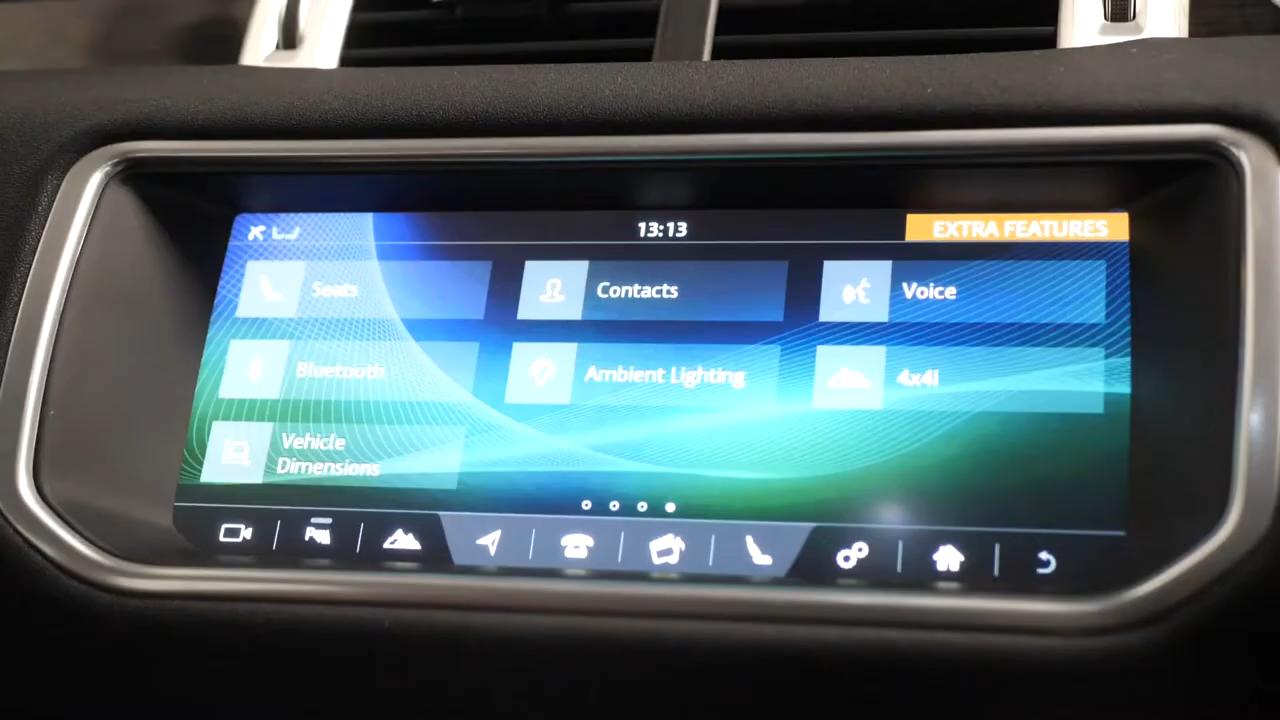 13:13
EXTRA FEATURES
Seats
Contacts
Voice
Bluetooth
Ambient Lighting
4x4i
Vehicle
Dimensions